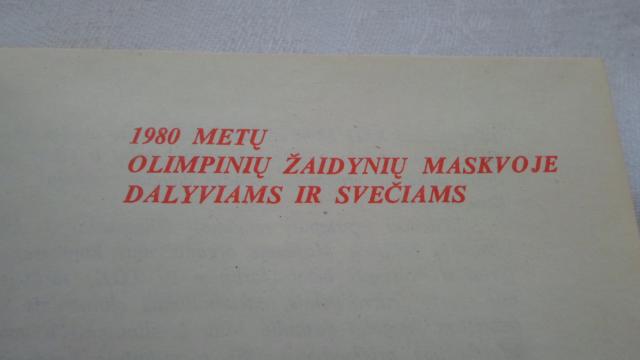 1980 METŲ
OLIMPINIŲ ŽAIDYNIŲ MASKVOJE
DALYVIAMS IR SVEČIAMS